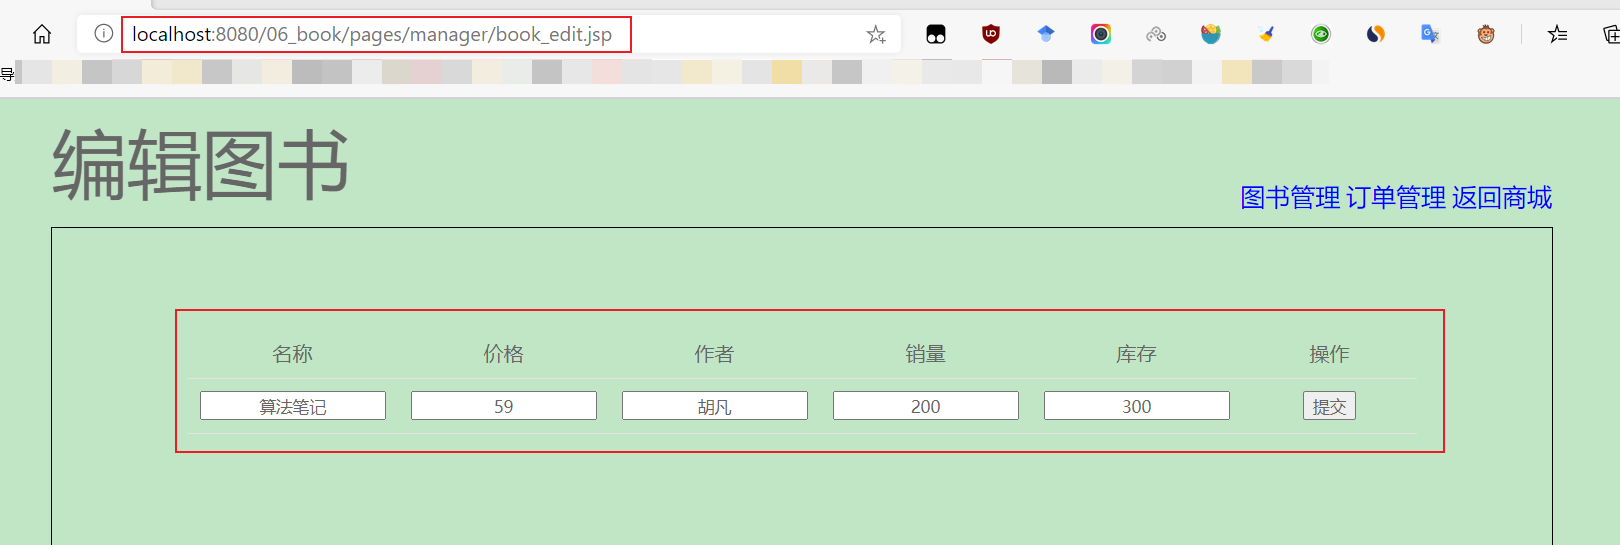 localhost:8080/06_book/pages/manager/book_edit.jsp
导
编辑图书
图书管理 订单管理 返回商城
名称 价格 作者 销量 库存 操作
算法笔记 59 胡凡 200 300 提交